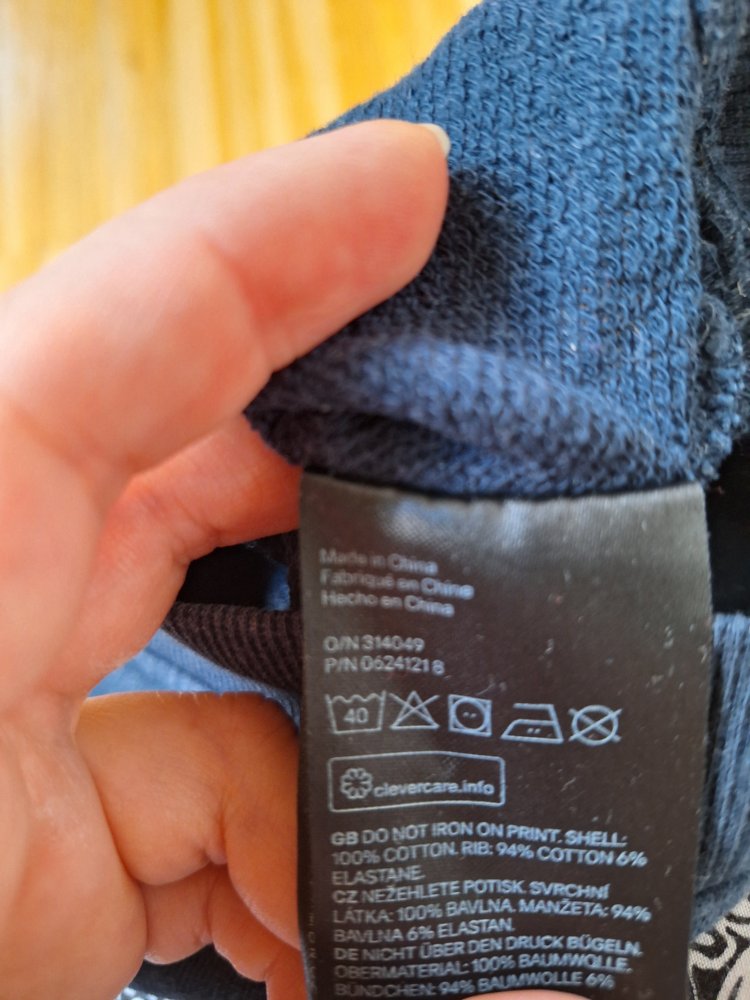 Made in China
Fabriqué en Chine
Hecho en China
O/N 314049
P/N 0624121 8
40
clevercare.info
GB DO NOT IRON ON PRINT. SHELL:
100% COTTON. RIB: 94% COTTON 6%
ELASTANE.
CZ NEŽEHLETE POTISK. SVRCHNÍ
LÁTKA: 100% BAVLNA. MANŽETA: 94%
BAVLNA 6% ELASTAN.
DE NICHT ÜBER DEN DRUCK BÜGELN.
OBERMATERIAL: 100% BAUMWOLLE.
BÜNDCHEN: 94% BAUMWOLLE 6%